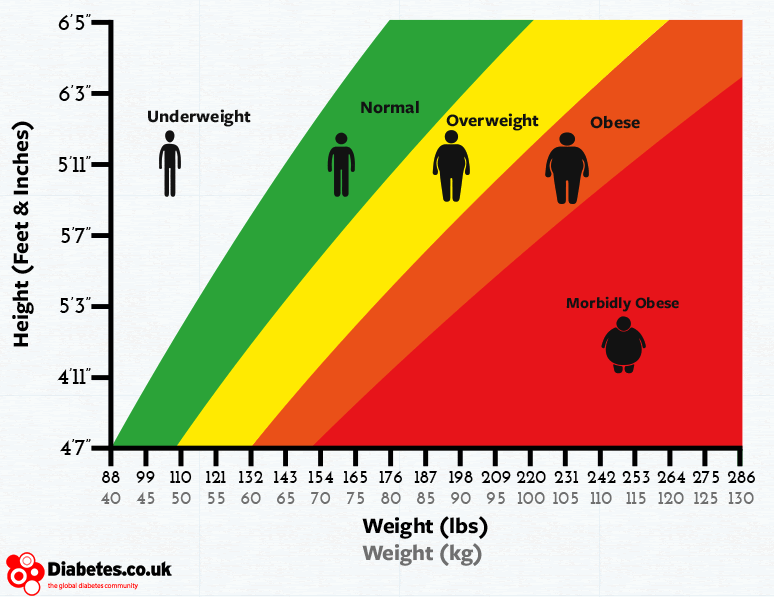 Height (Feet & Inches)
6'5"
6'3"
5'11"
5'7"
5'3"
4'11"
4'7"
Underweight
Normal
Overweight
Obese
Morbidly Obese
88 99 110 121 132 143 154 165 176 187 198 209 220 231 242 253 264 275 286
40 45 50 55 60 65 70 75 80 85 90 95 100 105 110 115 120 125 130
Weight (lbs)
Weight (kg)
Diabetes.co.uk
the global diabetes community